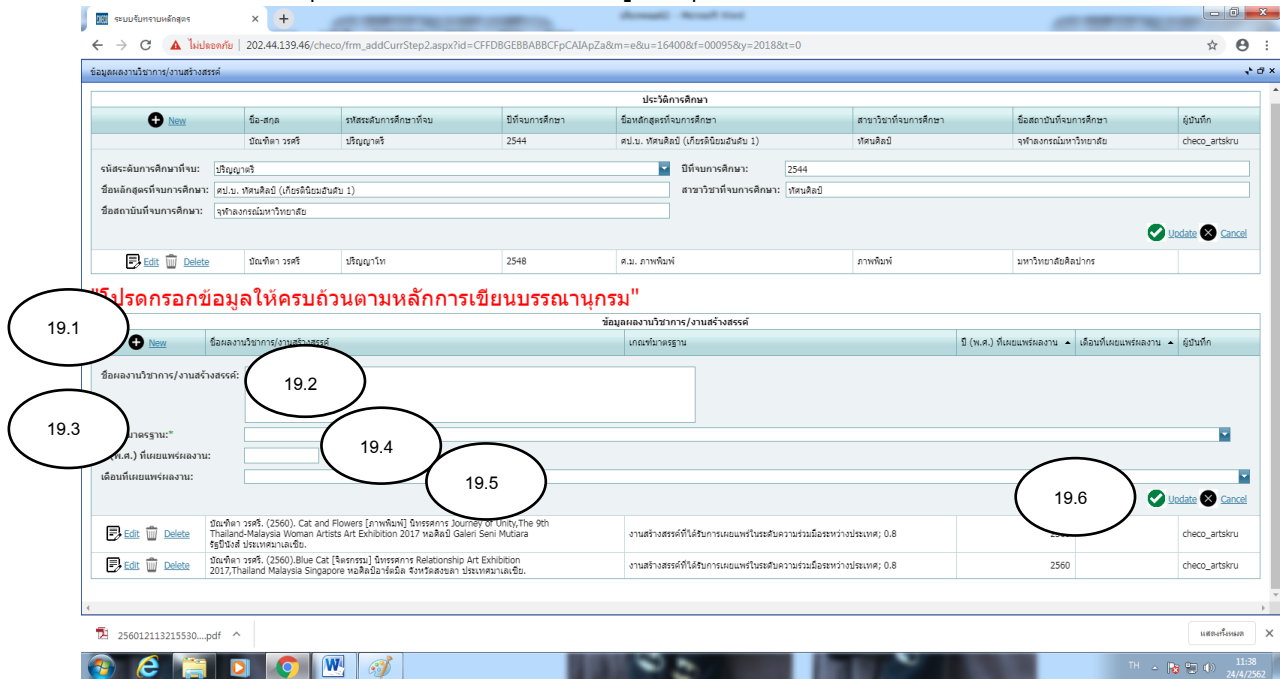 ระบบรับทราบหลักสูตร
ไม่ปลอดภัย 202.44.139.46/checo/frm_addCurrStep2.aspx?id=CFFDBGEBBABBCFpCAIApZa&m=e&u=16400&f=00095&y=2018&t=0
ข้อมูลผลงานวิชาการ/งานสร้างสรรค์
ประวัติการศึกษา
New ชื่อ-สกุล รหัสระดับการศึกษาที่จบ ปีที่จบการศึกษา ชื่อหลักสูตรที่จบการศึกษา สาขาวิชาที่จบการศึกษา ชื่อสถาบันที่จบการศึกษา ผู้บันทึก
บัณฑิตา วรศรี ปริญญาตรี 2544 ศป.บ. ทัศนศิลป์ (เกียรตินิยมอันดับ 1) ทัศนศิลป์ จุฬาลงกรณ์มหาวิทยาลัย checo_artskru
รหัสระดับการศึกษาที่จบ: ปริญญาตรี ปีที่จบการศึกษา: 2544
ชื่อหลักสูตรที่จบการศึกษา: ศป.บ. ทัศนศิลป์ (เกียรตินิยมอันดับ 1) สาขาวิชาที่จบการศึกษา: ทัศนศิลป์
ชื่อสถาบันที่จบการศึกษา: จุฬาลงกรณ์มหาวิทยาลัย
Update Cancel
Edit Delete บัณฑิตา วรศรี ปริญญาโท 2548 ศ.ม. ภาพพิมพ์ ภาพพิมพ์ มหาวิทยาลัยศิลปากร
"โปรดกรอกข้อมูลให้ครบถ้วนตามหลักการเขียนบรรณานุกรม"
19.1
ข้อมูลผลงานวิชาการ/งานสร้างสรรค์
New ชื่อผลงานวิชาการ/งานสร้างสรรค์ เกณฑ์มาตรฐาน ปี (พ.ศ.) ที่เผยแพร่ผลงาน เดือนที่เผยแพร่ผลงาน ผู้บันทึก
ชื่อผลงานวิชาการ/งานสร้างสรรค์: 19.2
19.3
มาตรฐาน:* 19.4
(พ.ศ.) ที่เผยแพร่ผลงาน:
เดือนที่เผยแพร่ผลงาน: 19.5
19.6 Update Cancel
Edit Delete บัณฑิตา วรศรี. (2560). Cat and Flowers [ภาพพิมพ์] นิทรรศการ Journey of Unity,The 9th
Thailand-Malaysia Woman Artists Art Exhibition 2017 หอศิลป์ Galeri Seni Mutiara
รัฐปีนังส์ ประเทศมาเลเซีย. งานสร้างสรรค์ที่ได้รับการเผยแพร่ในระดับความร่วมมือระหว่างประเทศ; 0.8 checo_artskru
Edit Delete บัณฑิตา วรศรี. (2560).Blue Cat [จิตรกรรม] นิทรรศการ Relationship Art Exhibition
2017,Thailand Malaysia Singapore หอศิลป์อาร์ตมิล จังหวัดสงขลา ประเทศมาเลเซีย. งานสร้างสรรค์ที่ได้รับการเผยแพร่ในระดับความร่วมมือระหว่างประเทศ; 0.8 2560 checo_artskru
256012113215530....pdf แสดงทั้งหมด
TH 11:38
24/4/2562